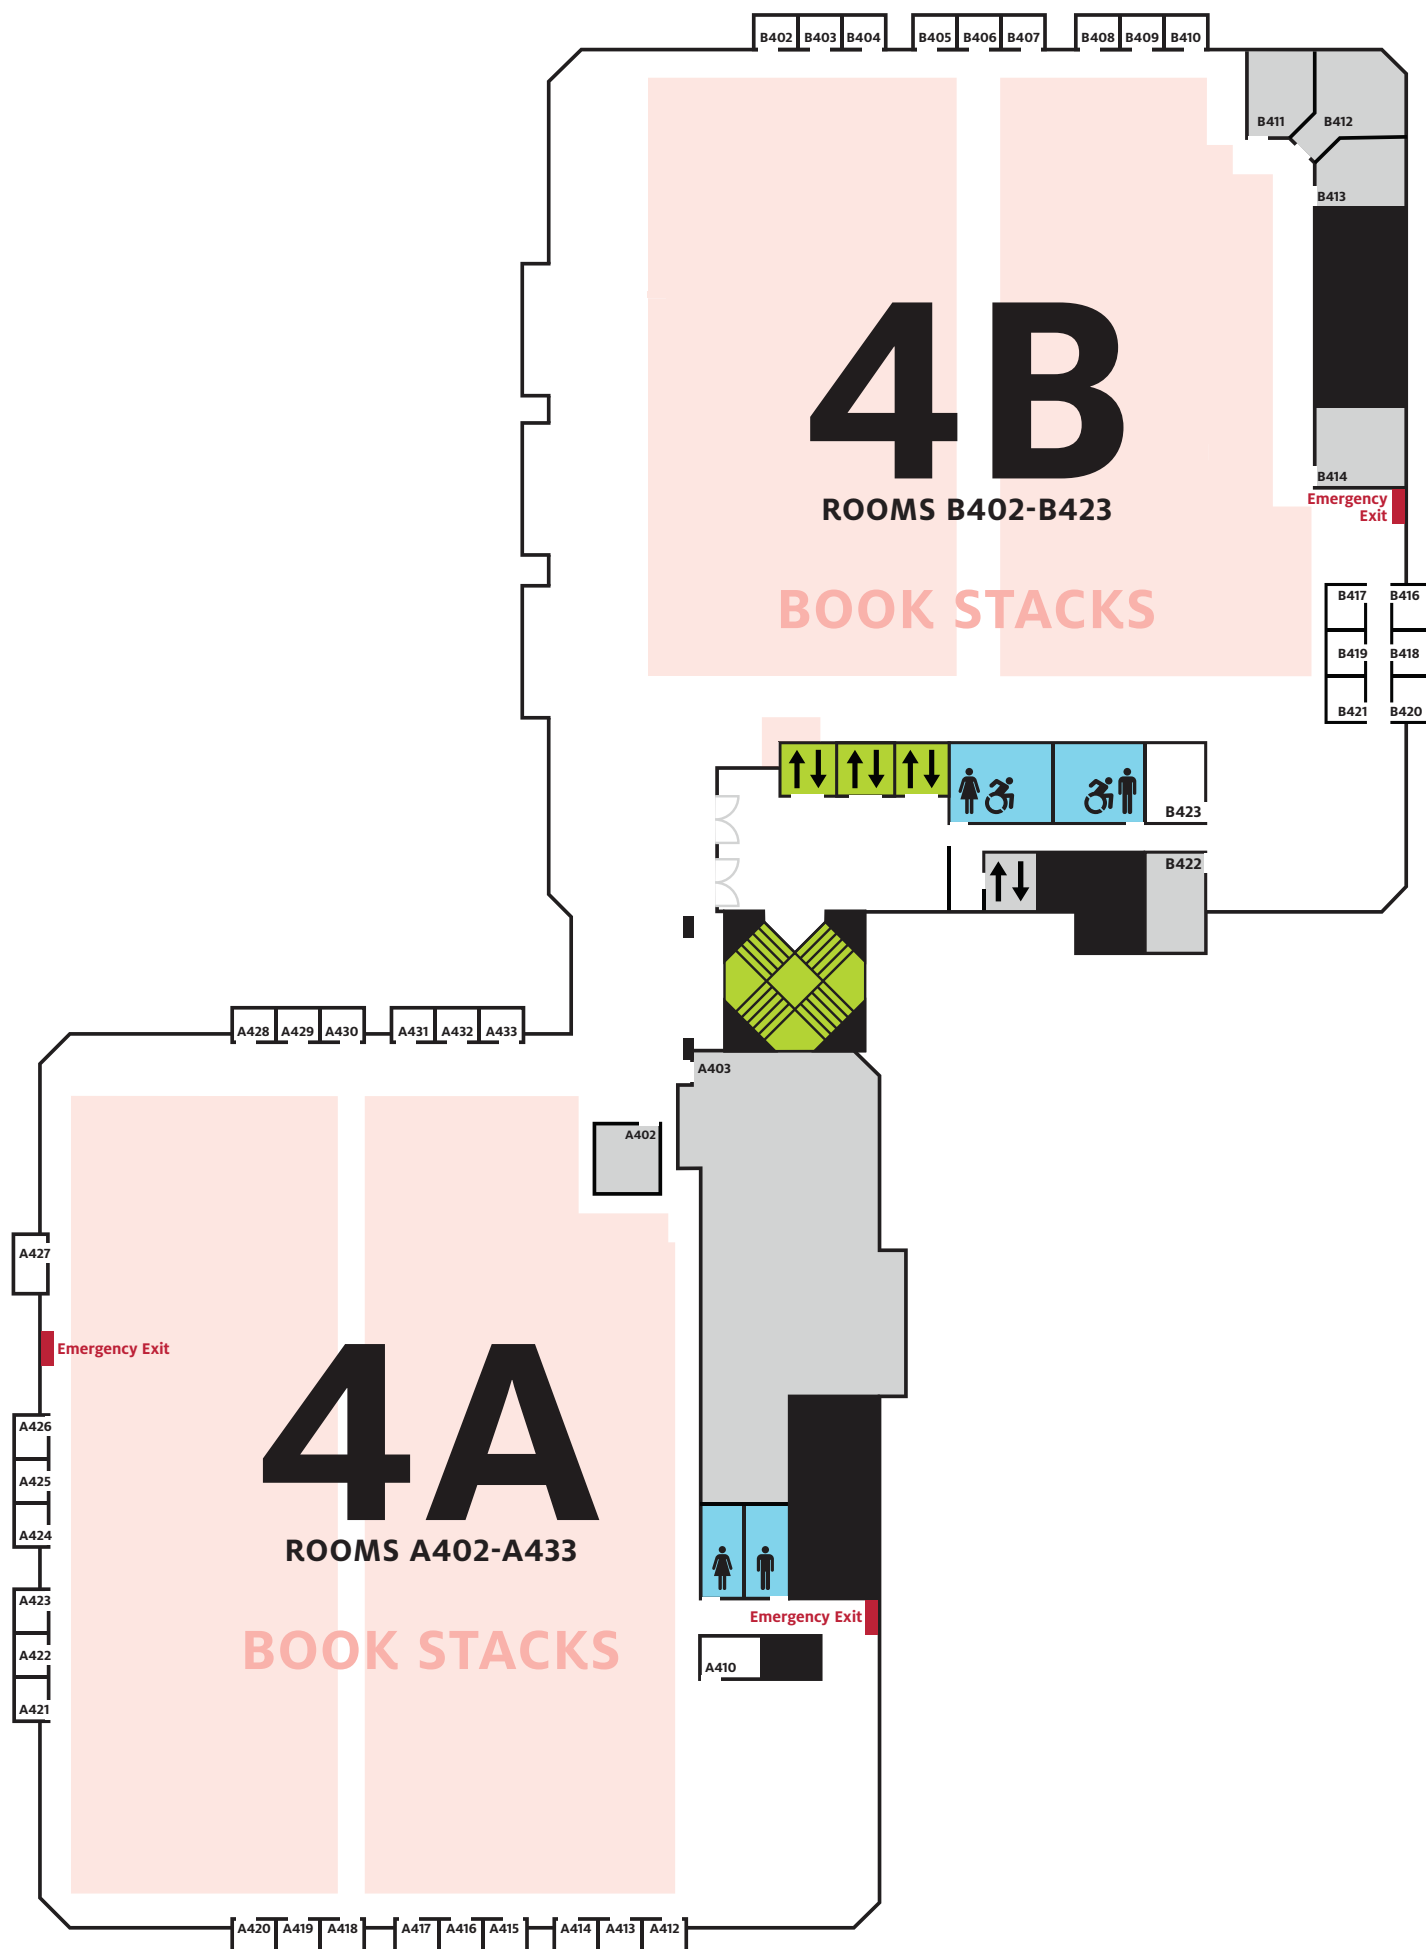 B402 B403 B404 B405 B406 B407 B408 B409 B410
B411 B412
B413
4B
B414
ROOMS B402-B423
Emergency
Exit
BOOK STACKS
B417 B416
B419 B418
B421 B420
B423
B422
A428 A429 A430 A431 A432 A433
A403
A402
A427
Emergency Exit
4A
A426
A425
A424
ROOMS A402-A433
A423
Emergency Exit
BOOK STACKS
A422
A410
A421
A420 A419 A418 A417 A416 A415 A414 A413 A412